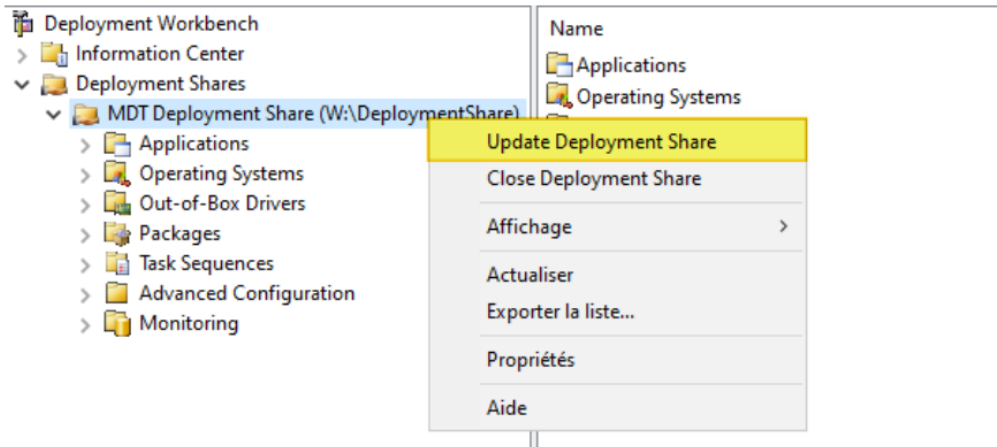 Deployment Workbench
Information Center
Deployment Shares
MDT Deployment Share (W:\DeploymentShare)
Applications
Operating Systems
Out-of-Box Drivers
Packages
Task Sequences
Advanced Configuration
Monitoring
Name
Applications
Operating Systems
Update Deployment Share
Close Deployment Share
Affichage
Actualiser
Exporter la liste...
Propriétés
Aide